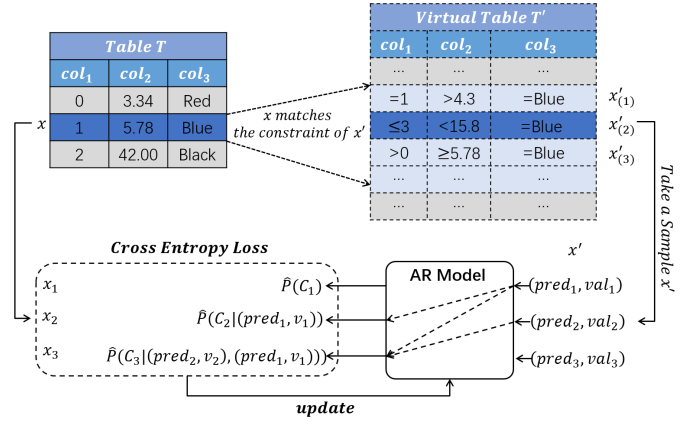 Table T
col₁ col₂ col₃
0 3.34 Red
x 1 5.78 Blue
2 42.00 Black
x matches
the constraint of x′
Virtual Table T′
col₁ col₂ col₃
... ... ...
=1 >4.3 =Blue x′₍₁₎
≤3 <15.8 =Blue x′₍₂₎
>0 ≥5.78 =Blue x′₍₃₎
... ... ...
... ... ...
Take a Sample x′
Cross Entropy Loss
x₁ P̂(C₁)
x₂ P̂(C₂|(pred₁, v₁))
x₃ P̂(C₃|(pred₂, v₂), (pred₁, v₁)))
AR Model
x′
(pred₁, val₁)
(pred₂, val₂)
(pred₃, val₃)
update